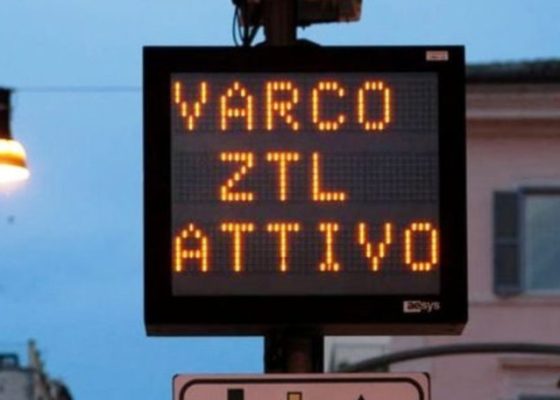 VARCO
ZTL
ATTIVO
aesys